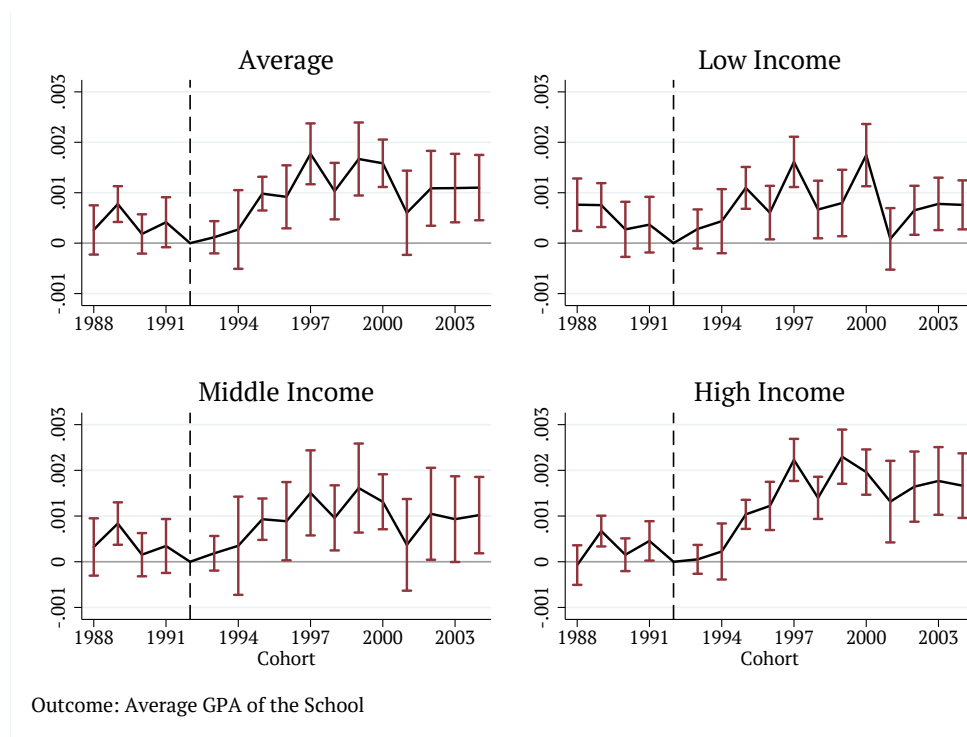 Average
.003
.002
.001
0
-.001
1988 1991 1994 1997 2000 2003
Low Income
.003
.002
.001
0
-.001
1988 1991 1994 1997 2000 2003
Middle Income
.003
.002
.001
0
-.001
1988 1991 1994 1997 2000 2003
Cohort
High Income
.003
.002
.001
0
-.001
1988 1991 1994 1997 2000 2003
Cohort
Outcome: Average GPA of the School